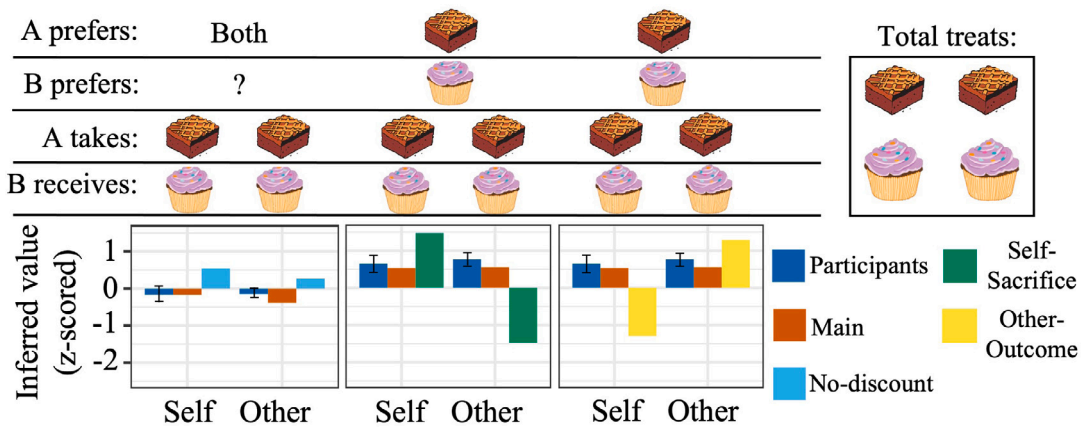 A prefers: Both
Total treats:
B prefers: ?
A takes:
B receives:
Inferred value
(z-scored)
1
0
-1
-2
Self Other
Self Other
Self Other
Participants
Main
No-discount
Self-
Sacrifice
Other-
Outcome